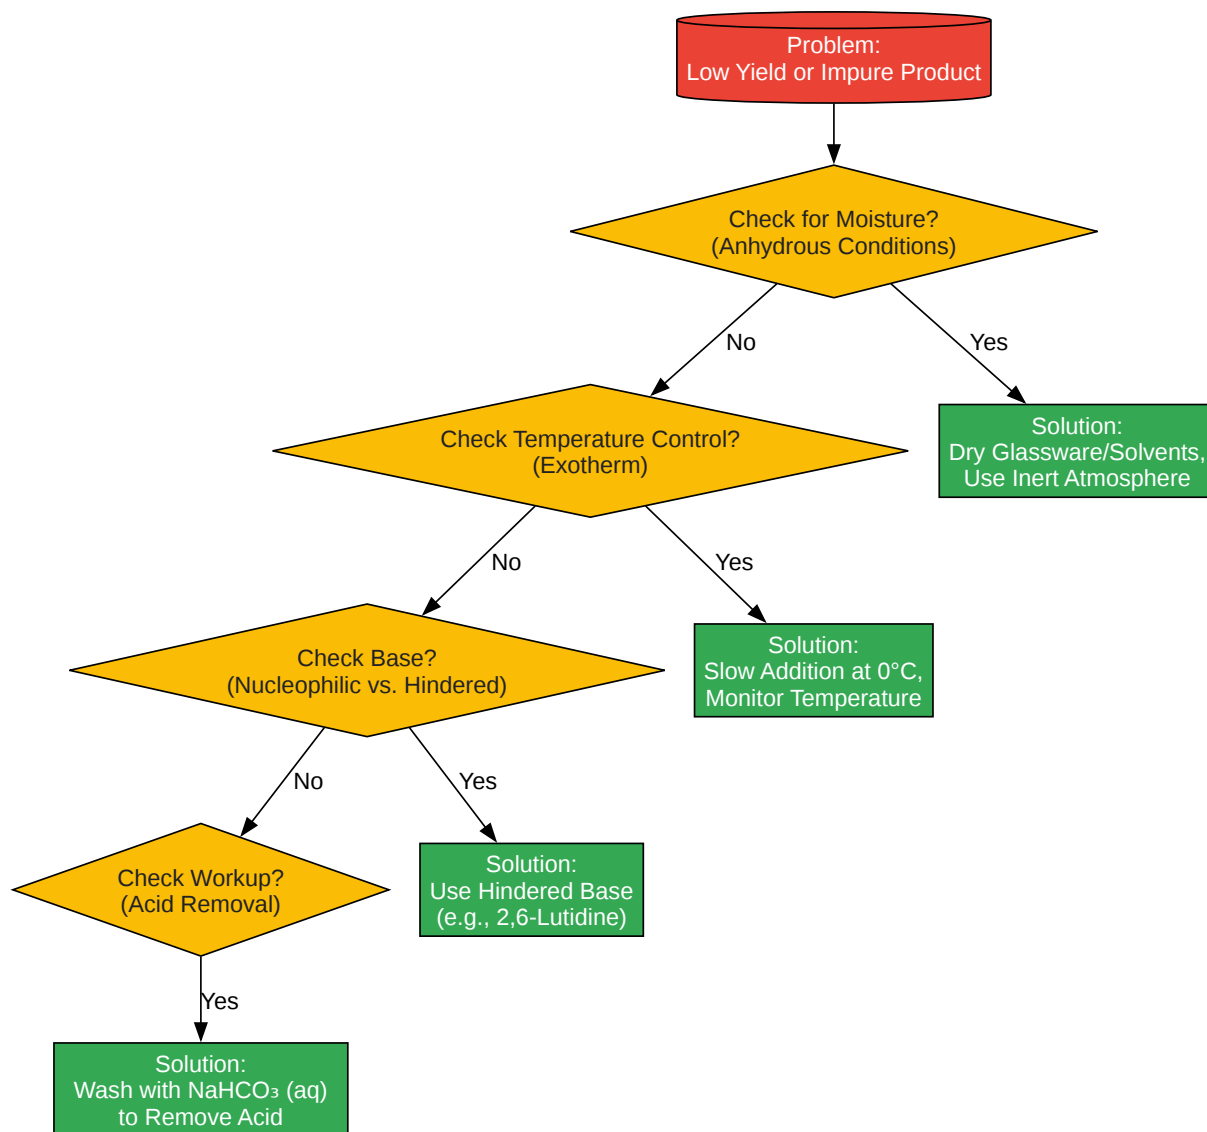 Problem:
Low Yield or Impure Product
Check for Moisture?
(Anhydrous Conditions)
No
Yes
Check Temperature Control?
(Exotherm)
Solution:
Dry Glassware/Solvents,
Use Inert Atmosphere
No
Yes
Check Base?
(Nucleophilic vs. Hindered)
Solution:
Slow Addition at 0°C,
Monitor Temperature
No
Yes
Check Workup?
(Acid Removal)
Solution:
Use Hindered Base
(e.g., 2,6-Lutidine)
Yes
Solution:
Wash with NaHCO₃ (aq)
to Remove Acid